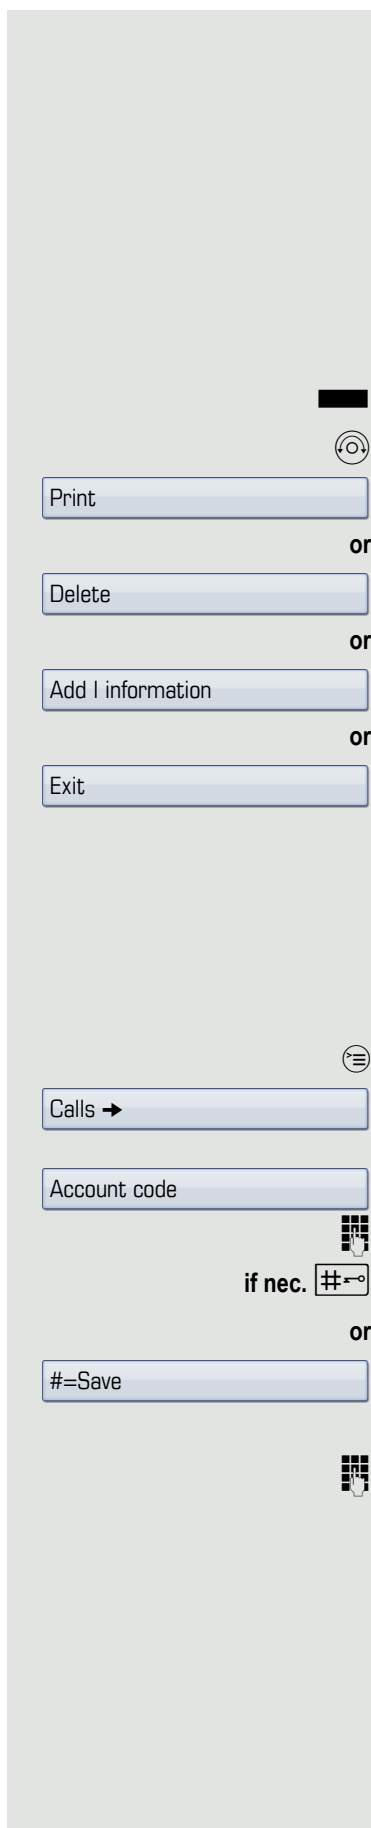 Print
or
Delete
or
Add I information
or
Exit
Calls →
Account code
if nec. #
or
#=Save